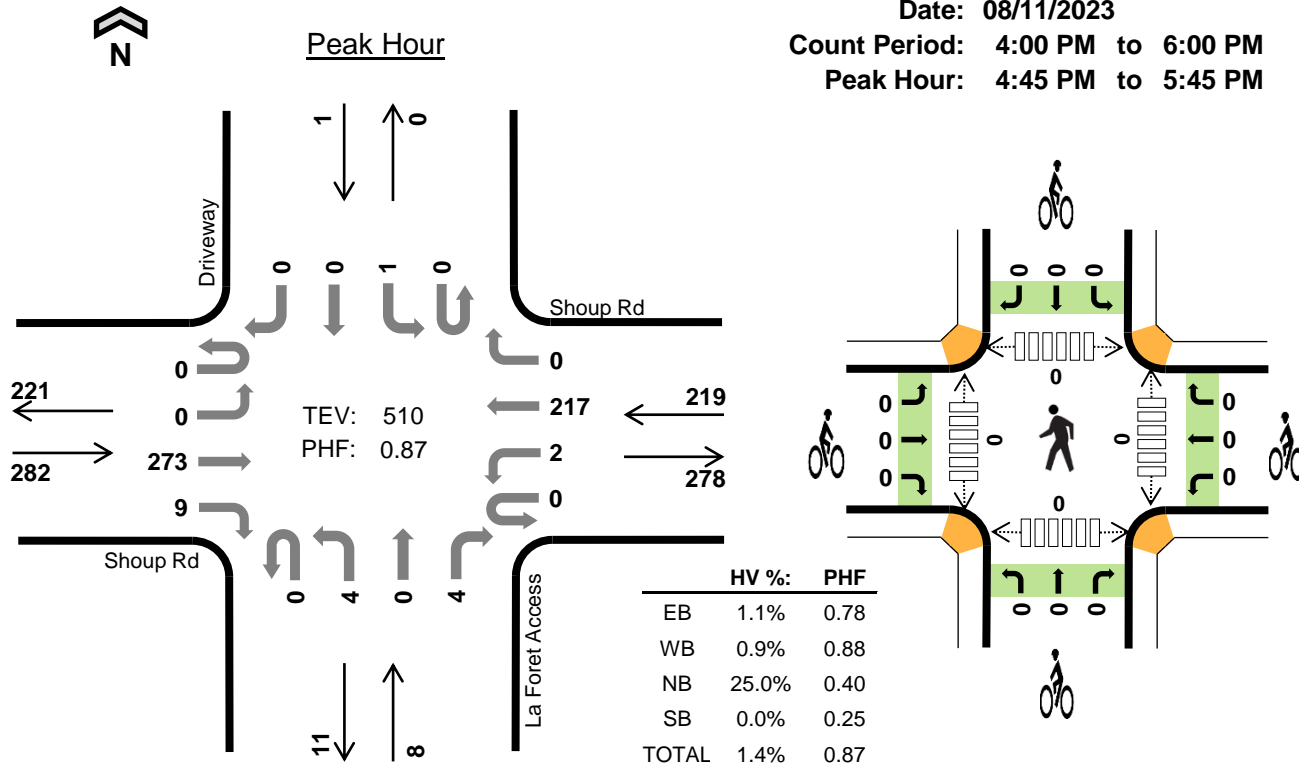 Date: 08/11/2023
Count Period: 4:00 PM to 6:00 PM
Peak Hour: 4:45 PM to 5:45 PM
N
Peak Hour
1
0
Driveway
0 0 1 0
Shoup Rd
0
0
273
9
221
282
TEV: 510
PHF: 0.87
0
217
2
0
219
278
Shoup Rd
0 4 0 4
La Foret Access
11
8
HV %: PHF
EB 1.1% 0.78
WB 0.9% 0.88
NB 25.0% 0.40
SB 0.0% 0.25
TOTAL 1.4% 0.87
0 0 0
0
0
0
0
0
0
0
0
0
0
0 0 0